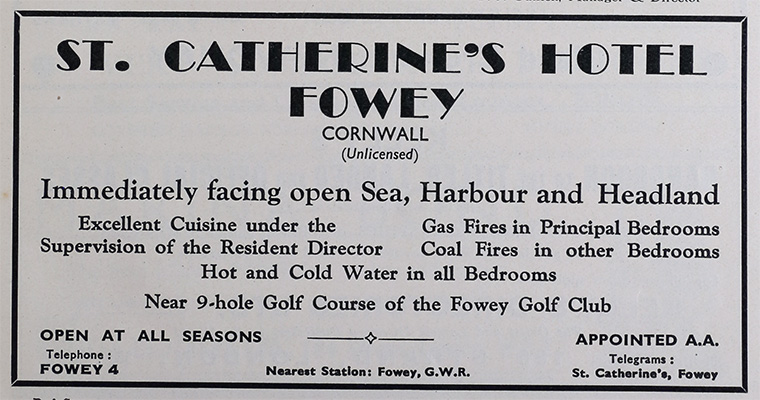 Manager & Director
ST. CATHERINE'S HOTEL
FOWEY
CORNWALL
(Unlicensed)
Immediately facing open Sea, Harbour and Headland
Excellent Cuisine under the
Supervision of the Resident Director
Gas Fires in Principal Bedrooms
Coal Fires in other Bedrooms
Hot and Cold Water in all Bedrooms
Near 9-hole Golf Course of the Fowey Golf Club
OPEN AT ALL SEASONS
APPOINTED A.A.
Telephone :
FOWEY 4
Nearest Station: Fowey, G.W.R.
Telegrams :
St. Catherine's, Fowey